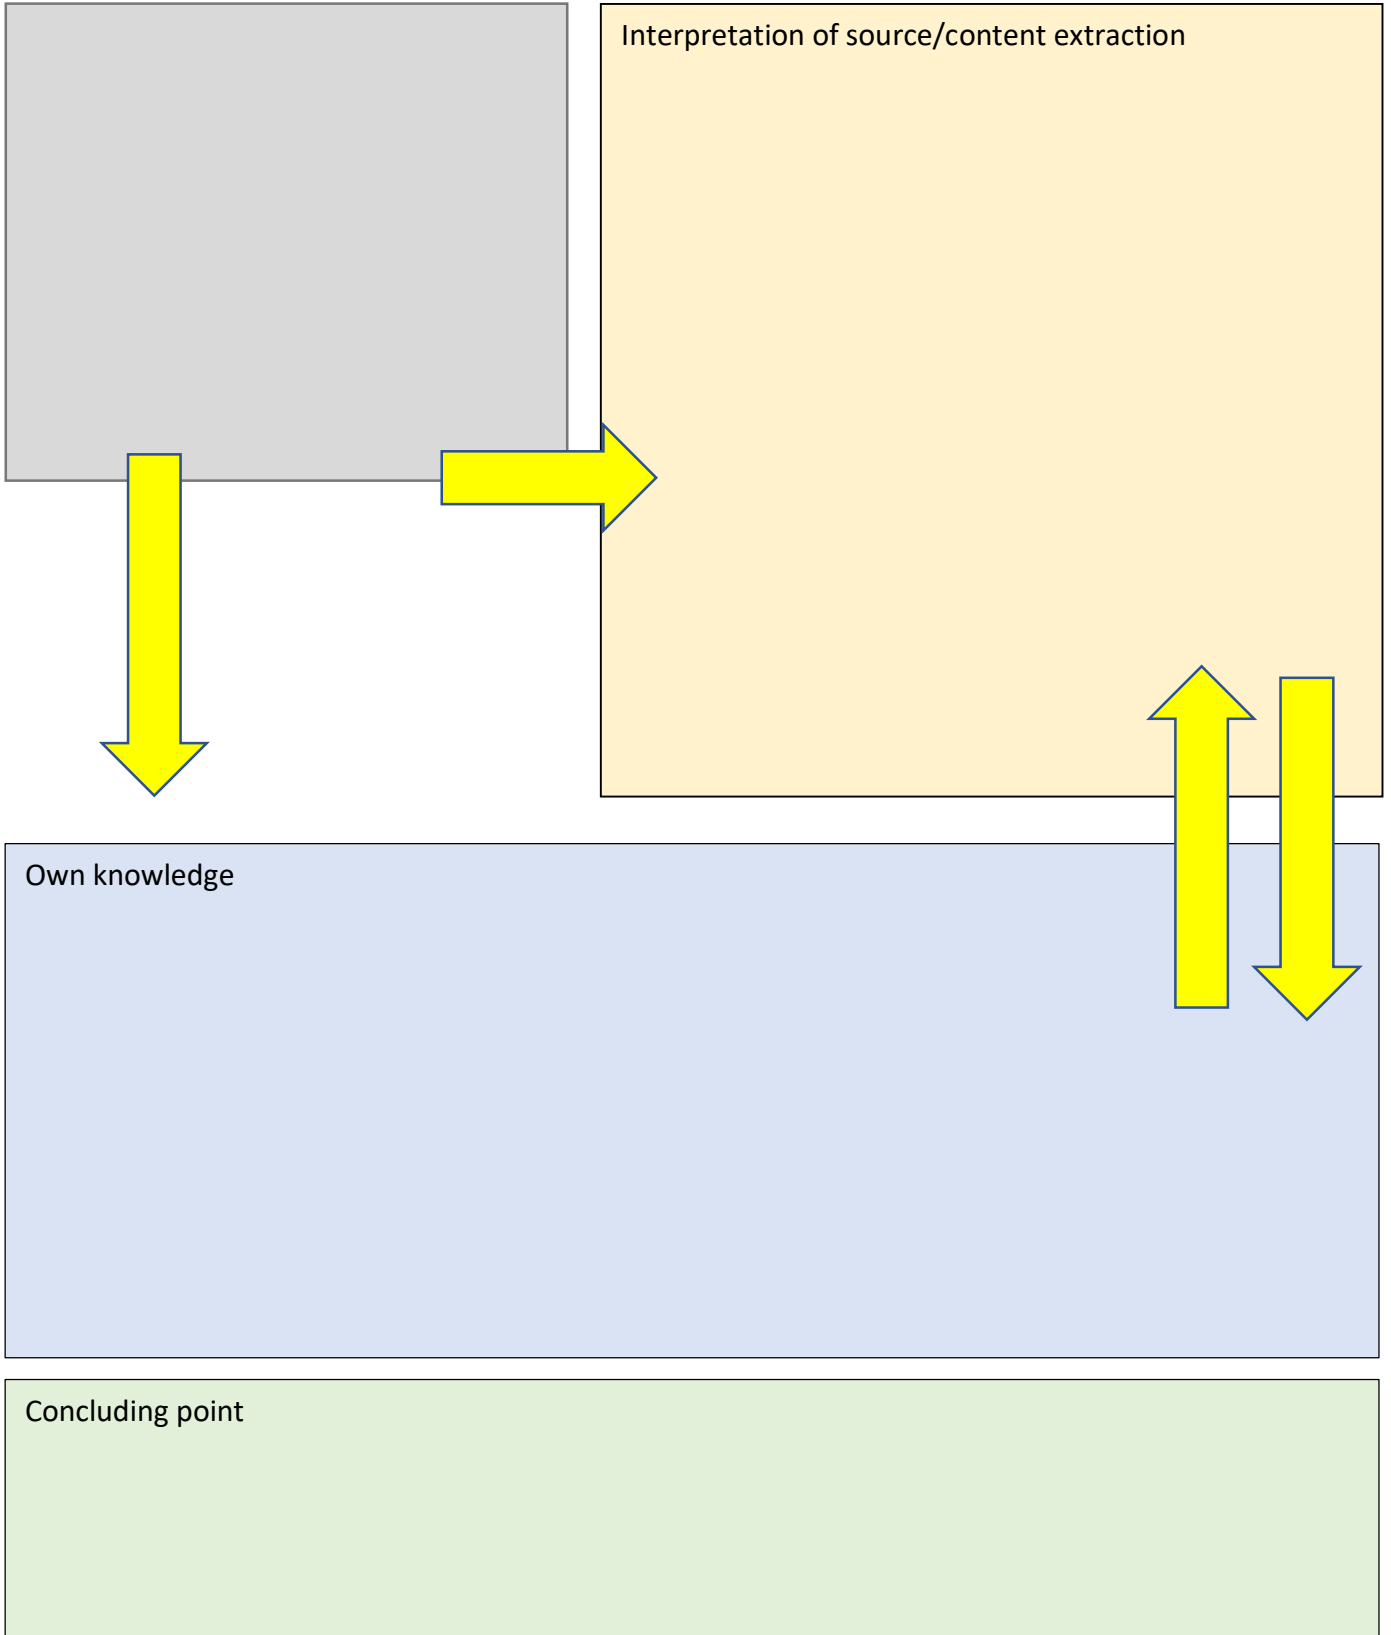 Interpretation of source/content extraction
Own knowledge
Concluding point